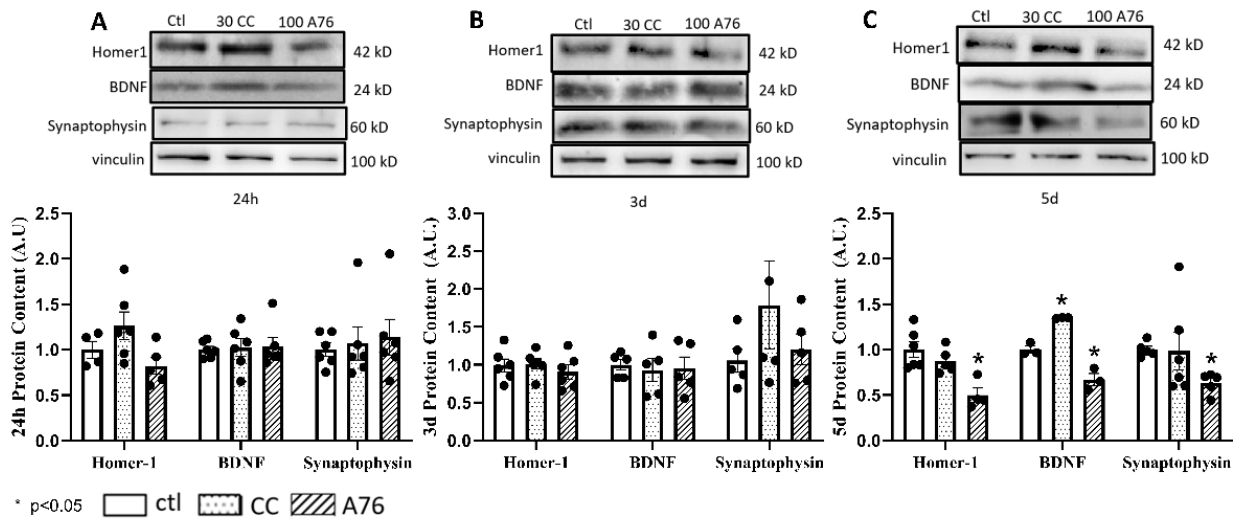 A
Ctl 30 CC 100 A76
Homer1 42 kD
BDNF 24 kD
Synaptophysin 60 kD
vinculin 100 kD
24h
24h Protein Content (A.U)
2.5
2.0
1.5
1.0
0.5
0.0
Homer-1 BDNF Synaptophysin
B
Ctl 30 CC 100 A76
Homer1 42 kD
BDNF 24 kD
Synaptophysin 60 kD
vinculin 100 kD
3d
3d Protein Content (A.U.)
3.0
2.5
2.0
1.5
1.0
0.5
0.0
Homer-1 BDNF Synaptophysin
C
Ctl 30 CC 100 A76
Homer1 42 kD
BDNF 24 kD
Synaptophysin 60 kD
vinculin 100 kD
5d
5d Protein Content (A.U.)
2.5
2.0
1.5
1.0
0.5
0.0
* * * *
Homer-1 BDNF Synaptophysin
* p<0.05 ctl CC A76